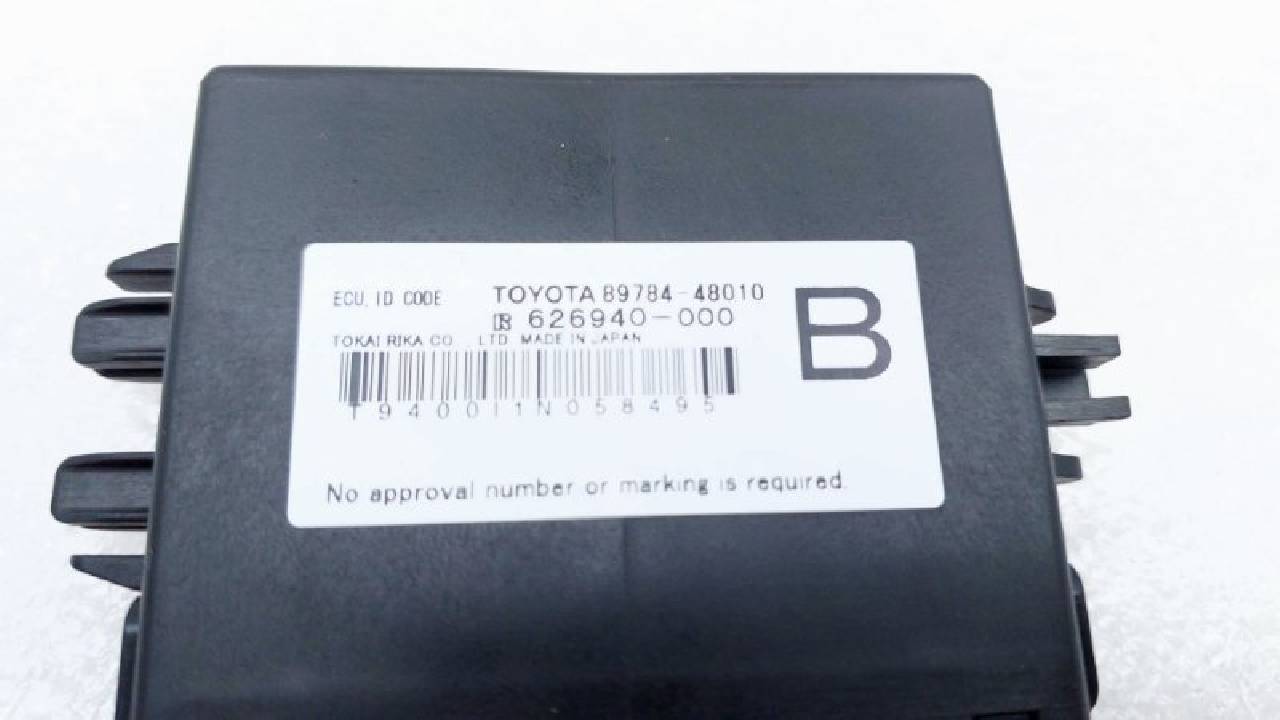 ECU. ID CODE TOYOTA 89784-48010
R 626940-000
B
TOKAI RIKA CO. LTD. MADE IN JAPAN
T940011N058495
No approval number or marking is required.